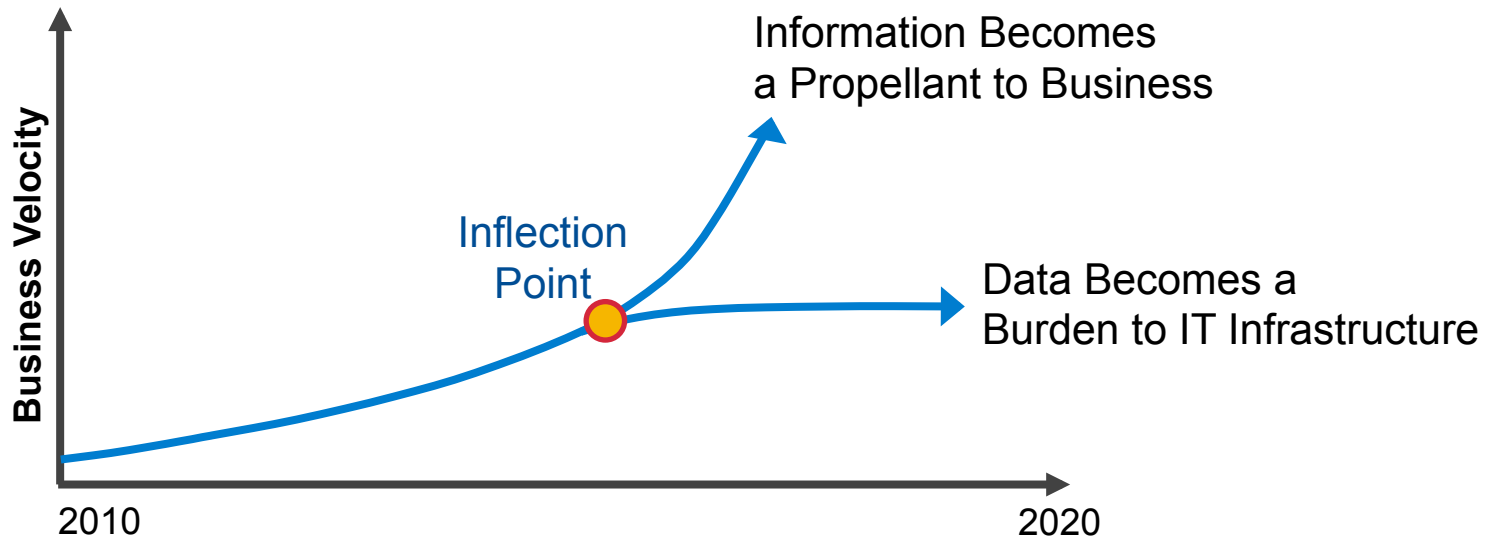 Information Becomes
a Propellant to Business
Business Velocity
Inflection
Point
Data Becomes a
Burden to IT Infrastructure
2010
2020